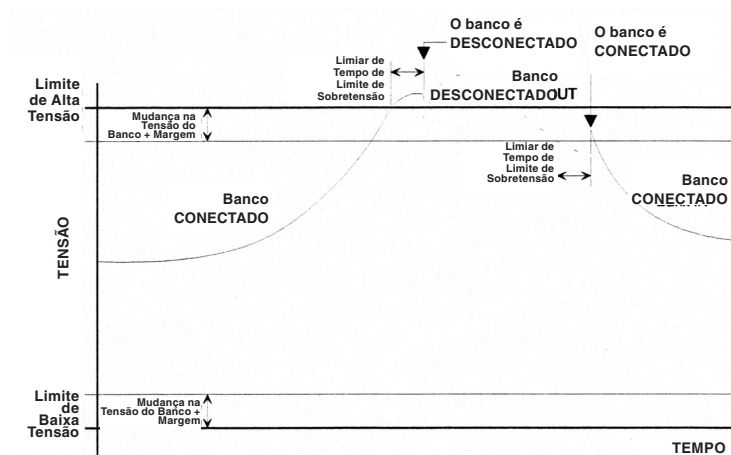 O banco é
DESCONECTADO
O banco é
CONECTADO
Limiar de
Tempo de
Limite de
Sobretensão
Banco
DESCONECTADOUT
Limite
de Alta
Tensão
Mudança na
Tensão do
Banco + Margem
Limiar de
Tempo de
Limite de
Sobretensão
Banco
CONECTADO
Banco
CONECTADO
TENSÃO
Limite
de
Baixa
Tensão
Mudança na
Tensão do Banco +
Margem
TEMPO